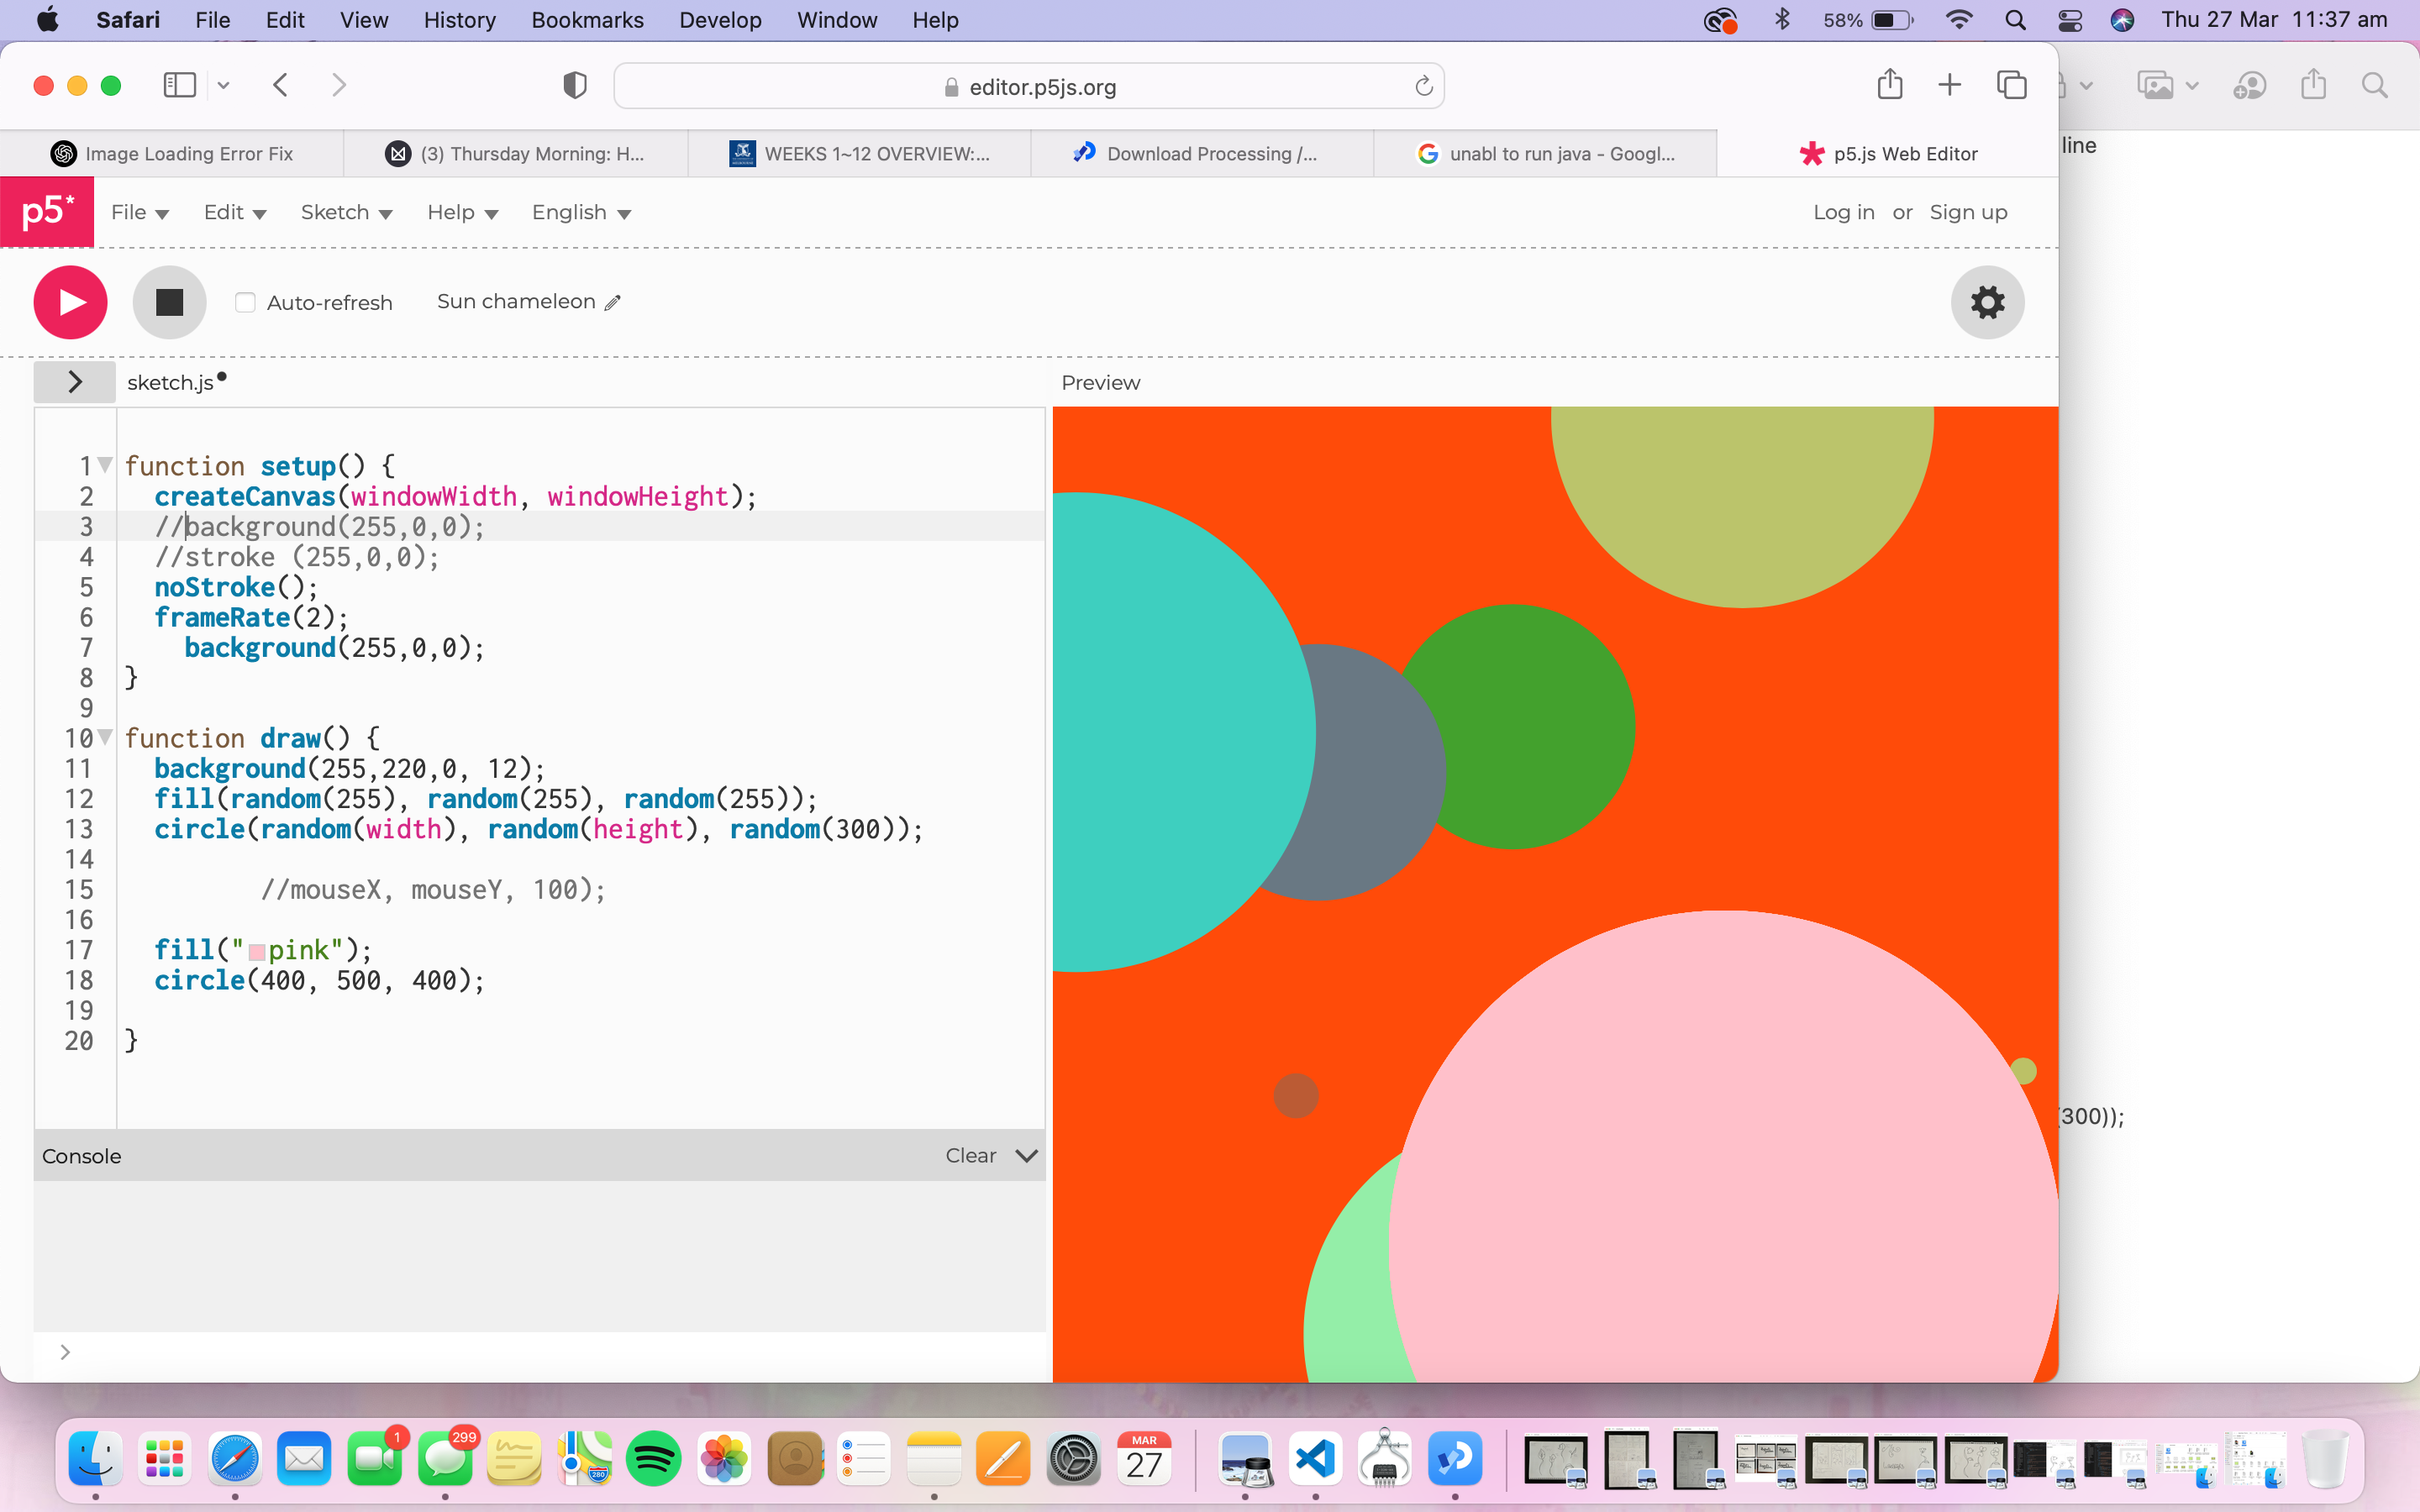 Safari File Edit View History Bookmarks Develop Window Help 58% Thu 27 Mar 11:37 am
editor.p5js.org
Image Loading Error Fix (3) Thursday Morning: H... WEEKS 1~12 OVERVIEW:... Download Processing /... unabl to run java - Googl... p5.js Web Editor
line
p5* File Edit Sketch Help English Log in or Sign up
Auto-refresh Sun chameleon
> sketch.js Preview
1 function setup() {
2 createCanvas(windowWidth, windowHeight);
3 //background(255,0,0);
4 //stroke (255,0,0);
5 noStroke();
6 frameRate(2);
7 background(255,0,0);
8 }
9
10 function draw() {
11 background(255,220,0, 12);
12 fill(random(255), random(255), random(255));
13 circle(random(width), random(height), random(300));
14
15 //mouseX, mouseY, 100);
16
17 fill("pink");
18 circle(400, 500, 400);
19
20 }
(300));
Console Clear
>
1 299 280 MAR
27